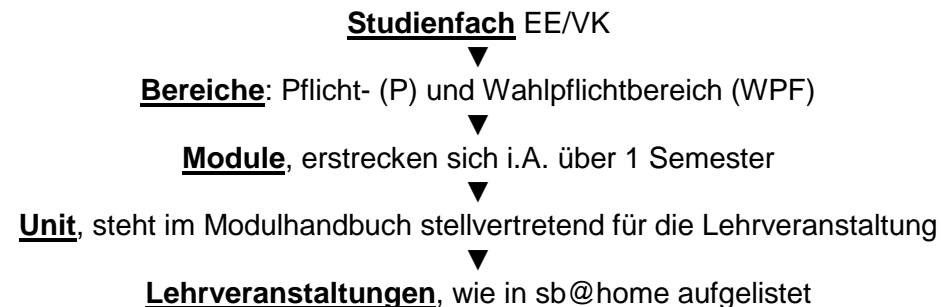 Studienfach EE/VK
▼
Bereiche: Pflicht- (P) und Wahlpflichtbereich (WPF)
▼
Module, erstrecken sich i.A. über 1 Semester
▼
Unit, steht im Modulhandbuch stellvertretend für die Lehrveranstaltung
▼
Lehrveranstaltungen, wie in sb@home aufgelistet